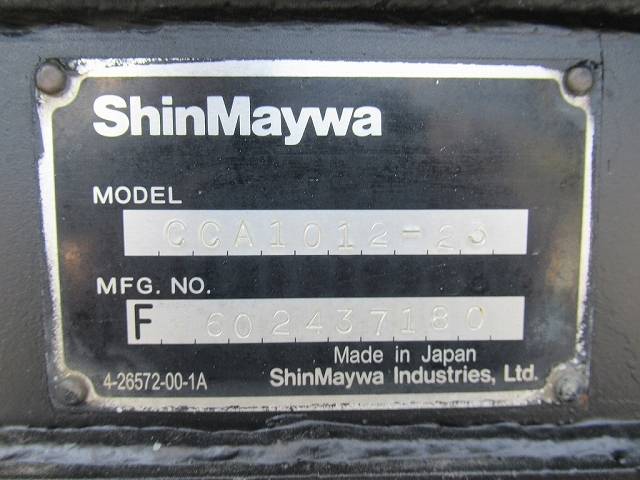 ShinMaywa
MODEL
CCA1012-23
MFG. NO.
F 602437180
Made in Japan
4-26572-00-1A
ShinMaywa Industries, Ltd.